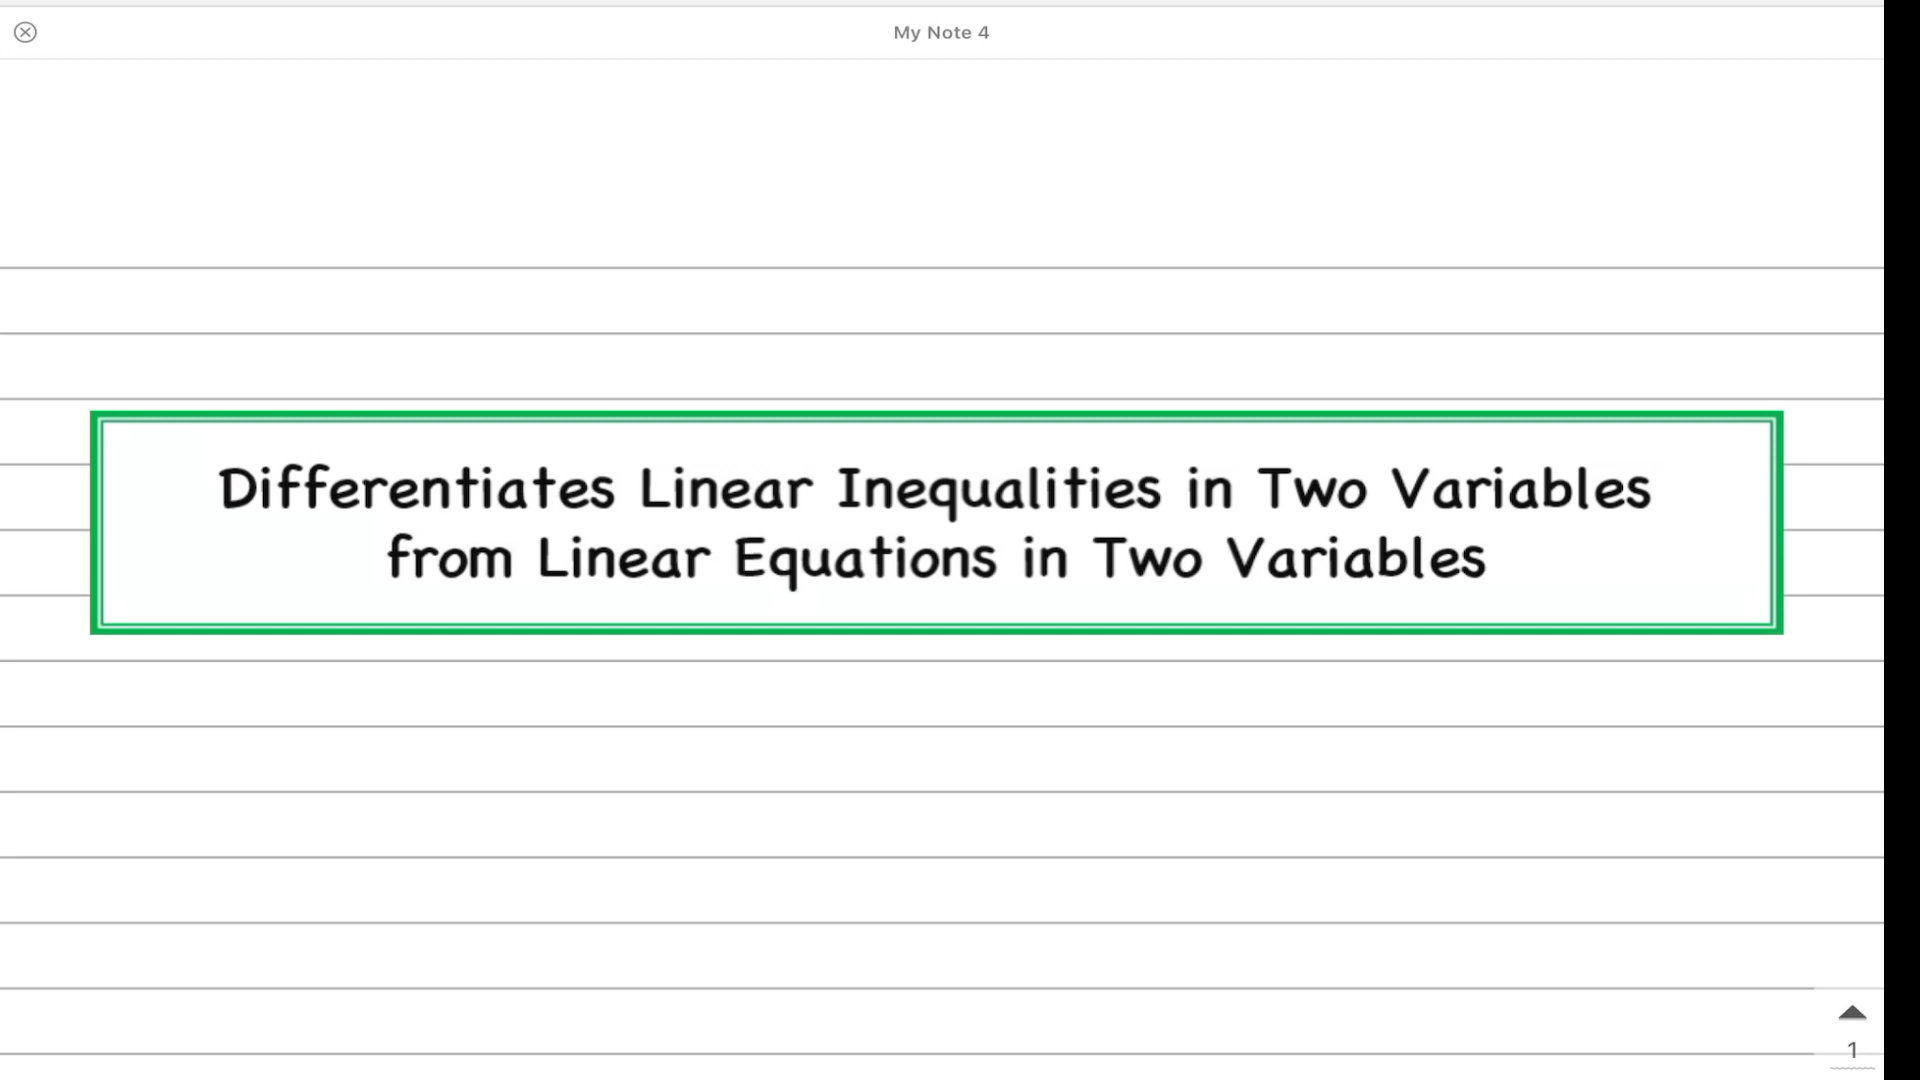 My Note 4
Differentiates Linear Inequalities in Two Variables
from Linear Equations in Two Variables
1